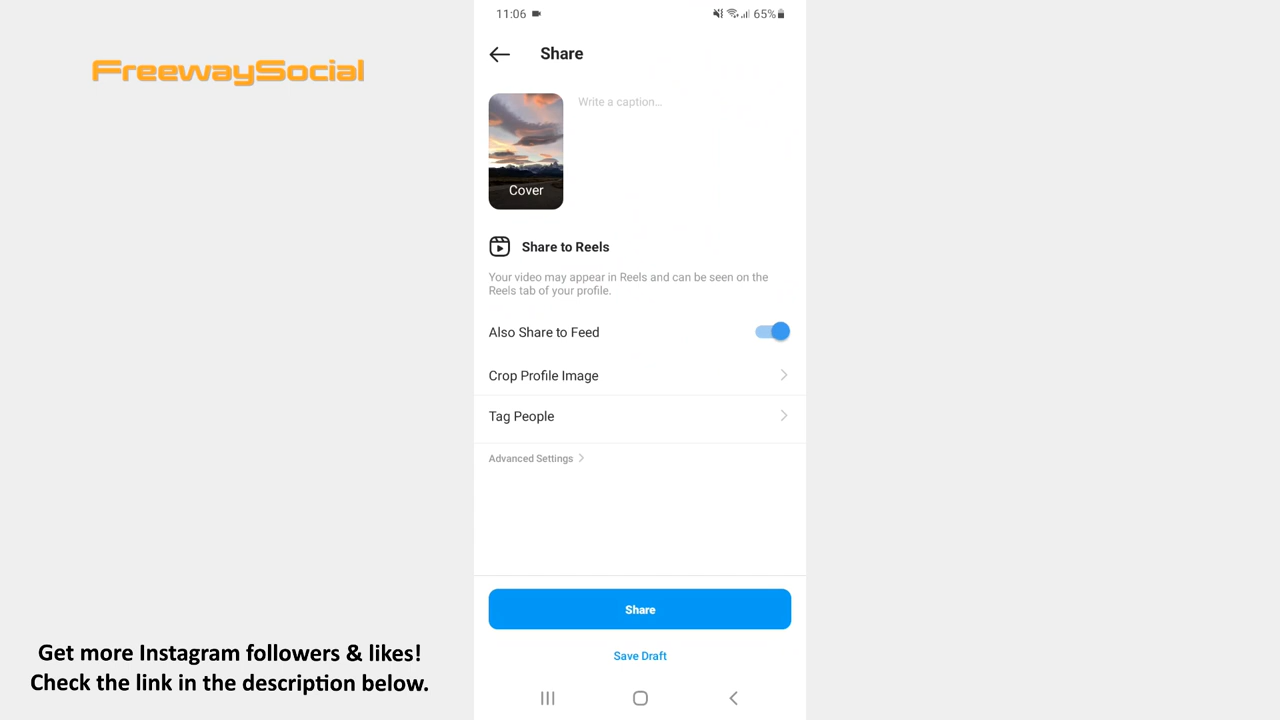 11:06
65%
FreewaySocial
Share
Write a caption...
Cover
Share to Reels
Your video may appear in Reels and can be seen on the
Reels tab of your profile.
Also Share to Feed
Crop Profile Image
Tag People
Advanced Settings
Share
Save Draft
Get more Instagram followers & likes!
Check the link in the description below.